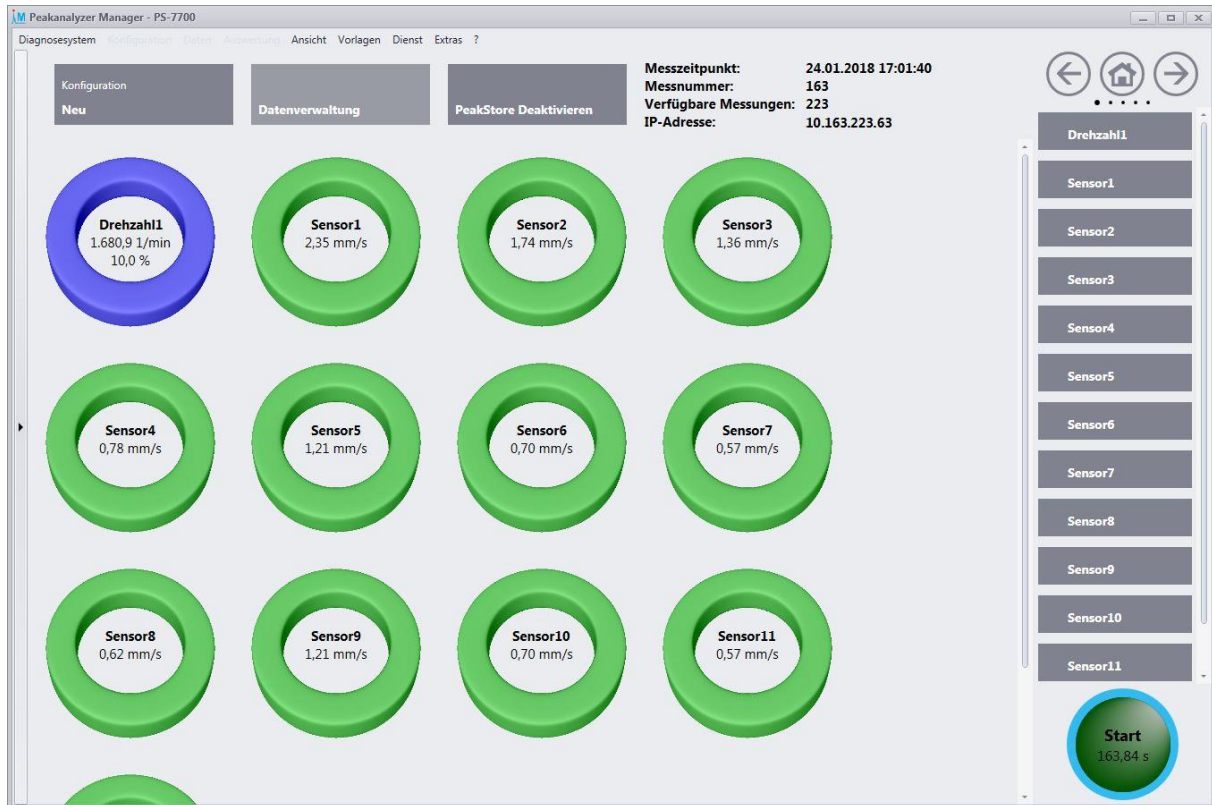 Peakanalyzer Manager - PS-7700
Diagnosesystem Konfiguration Daten Auswertung Ansicht Vorlagen Dienst Extras ?
Konfiguration
Neu
Datenverwaltung
PeakStore Deaktivieren
Messzeitpunkt: 24.01.2018 17:01:40
Messnummer: 163
Verfügbare Messungen: 223
IP-Adresse: 10.163.223.63
Drehzahl1
1.680,9 1/min
10,0 %
Sensor1
2,35 mm/s
Sensor2
1,74 mm/s
Sensor3
1,36 mm/s
Sensor4
0,78 mm/s
Sensor5
1,21 mm/s
Sensor6
0,70 mm/s
Sensor7
0,57 mm/s
Sensor8
0,62 mm/s
Sensor9
1,21 mm/s
Sensor10
0,70 mm/s
Sensor11
0,57 mm/s
Drehzahl1
Sensor1
Sensor2
Sensor3
Sensor4
Sensor5
Sensor6
Sensor7
Sensor8
Sensor9
Sensor10
Sensor11
Start
163,84 s